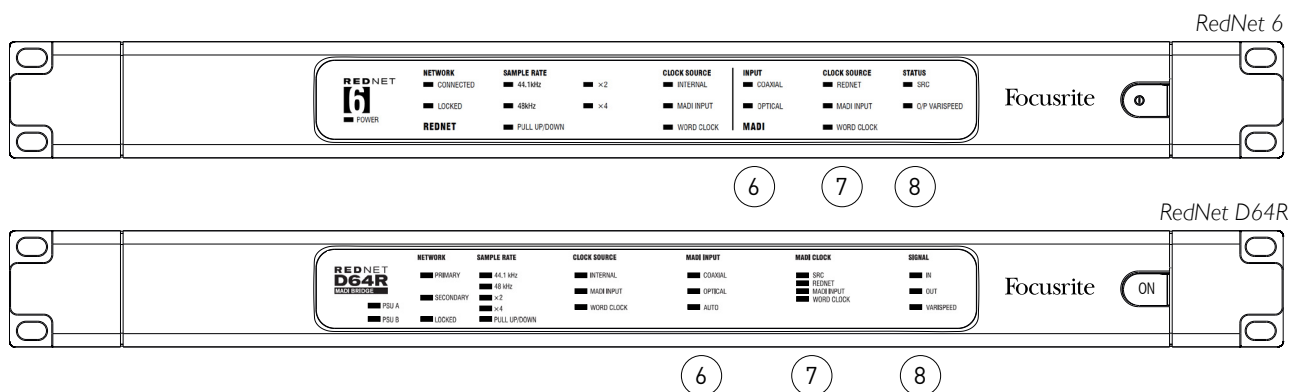 RedNet 6
REDNET
6
POWER
NETWORK
CONNECTED
LOCKED
REDNET
SAMPLE RATE
44.1kHz
48kHz
PULL UP/DOWN
×2
×4
CLOCK SOURCE
INTERNAL
MADI INPUT
WORD CLOCK
INPUT
COAXIAL
OPTICAL
MADI
CLOCK SOURCE
REDNET
MADI INPUT
WORD CLOCK
STATUS
SRC
O/P VARISPEED
Focusrite
6
7
8
RedNet D64R
REDNET
D64R
MADI BRIDGE
PSU A
PSU B
NETWORK
PRIMARY
SECONDARY
LOCKED
SAMPLE RATE
44.1 kHz
48 kHz
×2
×4
PULL UP/DOWN
CLOCK SOURCE
INTERNAL
MADI INPUT
WORD CLOCK
MADI INPUT
COAXIAL
OPTICAL
AUTO
MADI CLOCK
SRC
REDNET
MADI INPUT
WORD CLOCK
SIGNAL
IN
OUT
VARISPEED
Focusrite
ON
6
7
8